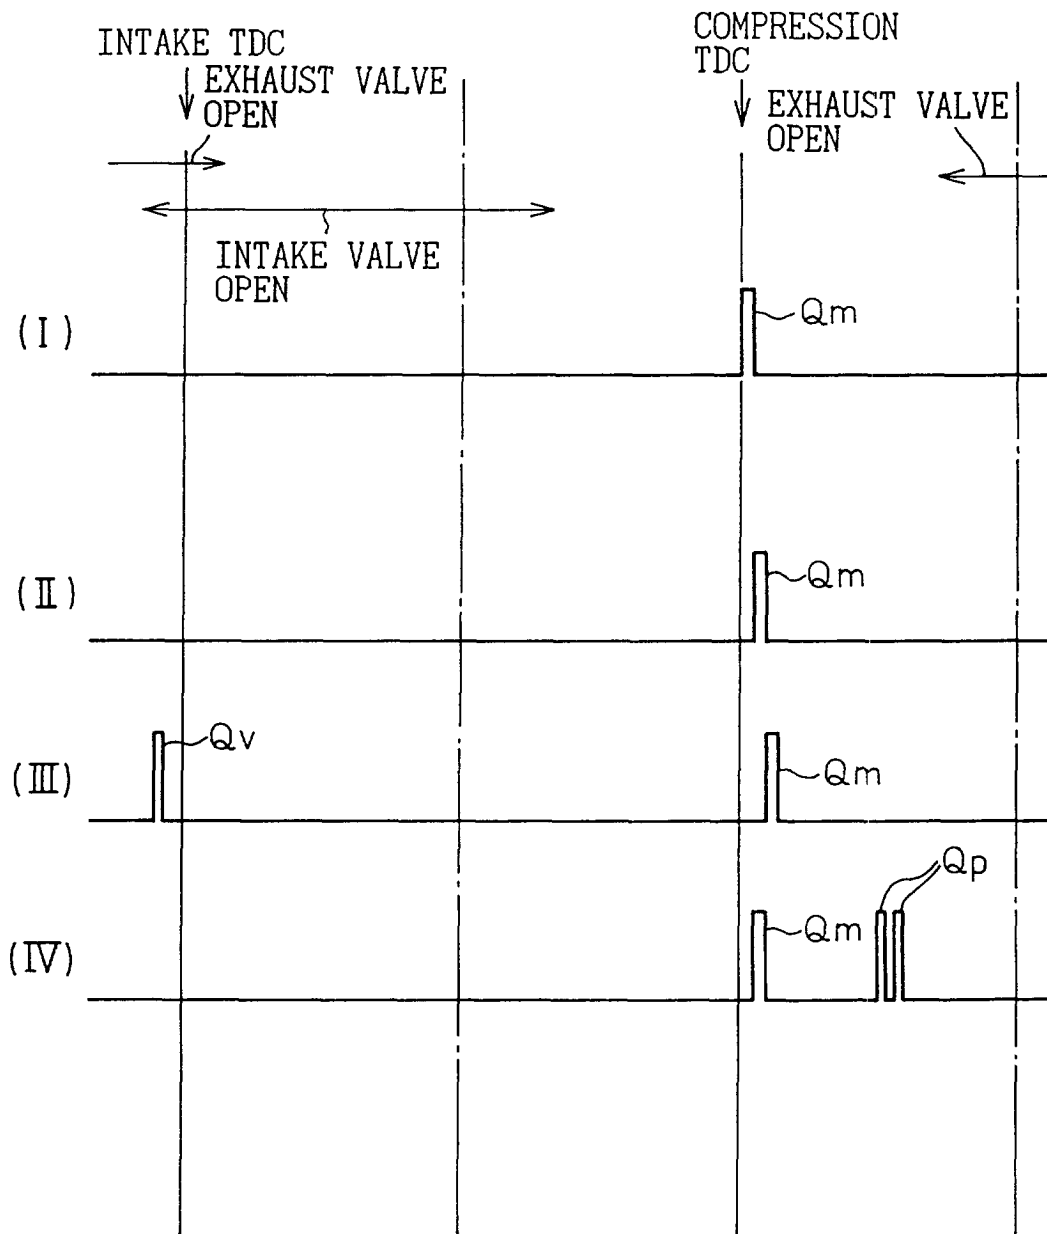 INTAKE TDC
EXHAUST VALVE
OPEN
COMPRESSION
TDC
EXHAUST VALVE
OPEN
INTAKE VALVE
OPEN
(I)
Qm
(II)
Qm
(III)
Qv
Qm
(IV)
Qm
Qp